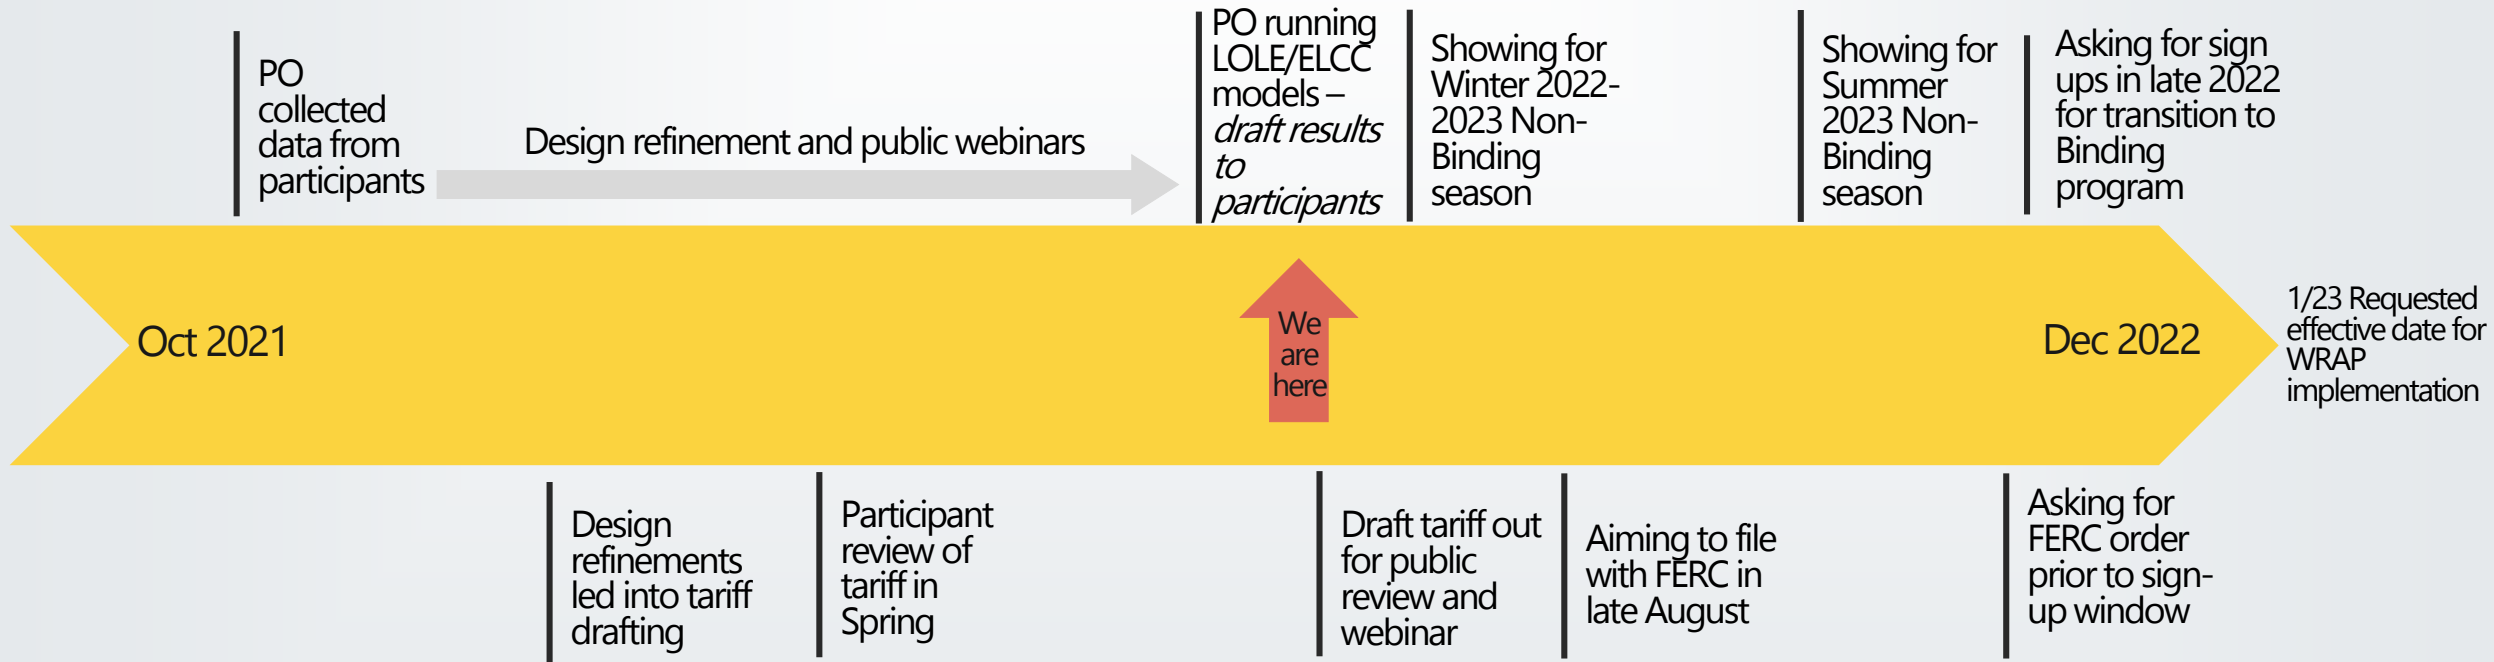 PO
collected
data from
participants
Design refinement and public webinars
PO running
LOLE/ELCC
models –
draft results
to
participants
Showing for
Winter 2022-
2023 Non-
Binding
season
Showing for
Summer
2023 Non-
Binding
season
Asking for sign
ups in late 2022
for transition to
Binding
program
Oct 2021
We
are
here
Dec 2022
1/23 Requested
effective date for
WRAP
implementation
Design
refinements
led into tariff
drafting
Participant
review of
tariff in
Spring
Draft tariff out
for public
review and
webinar
Aiming to file
with FERC in
late August
Asking for
FERC order
prior to sign-
up window